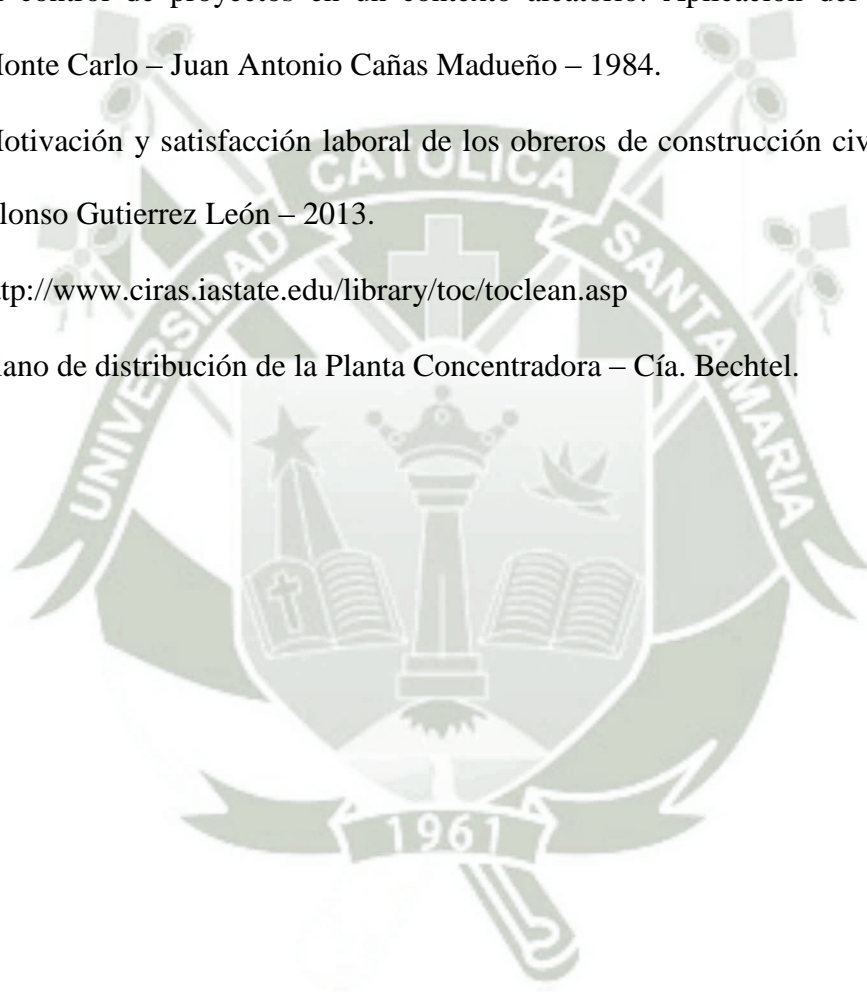 control de proyectos en un contexto aleatorio. Aplicación del
Monte Carlo – Juan Antonio Cañas Madueño – 1984.
Motivación y satisfacción laboral de los obreros de construcción
Alonso Gutierrez León – 2013.
http://www.ciras.iastate.edu/library/toc/toclean.asp
Plano de distribución de la Planta Concentradora – Cía. Bechtel.
UNIVERSIDAD CATOLICA SANTA MARIA
1961